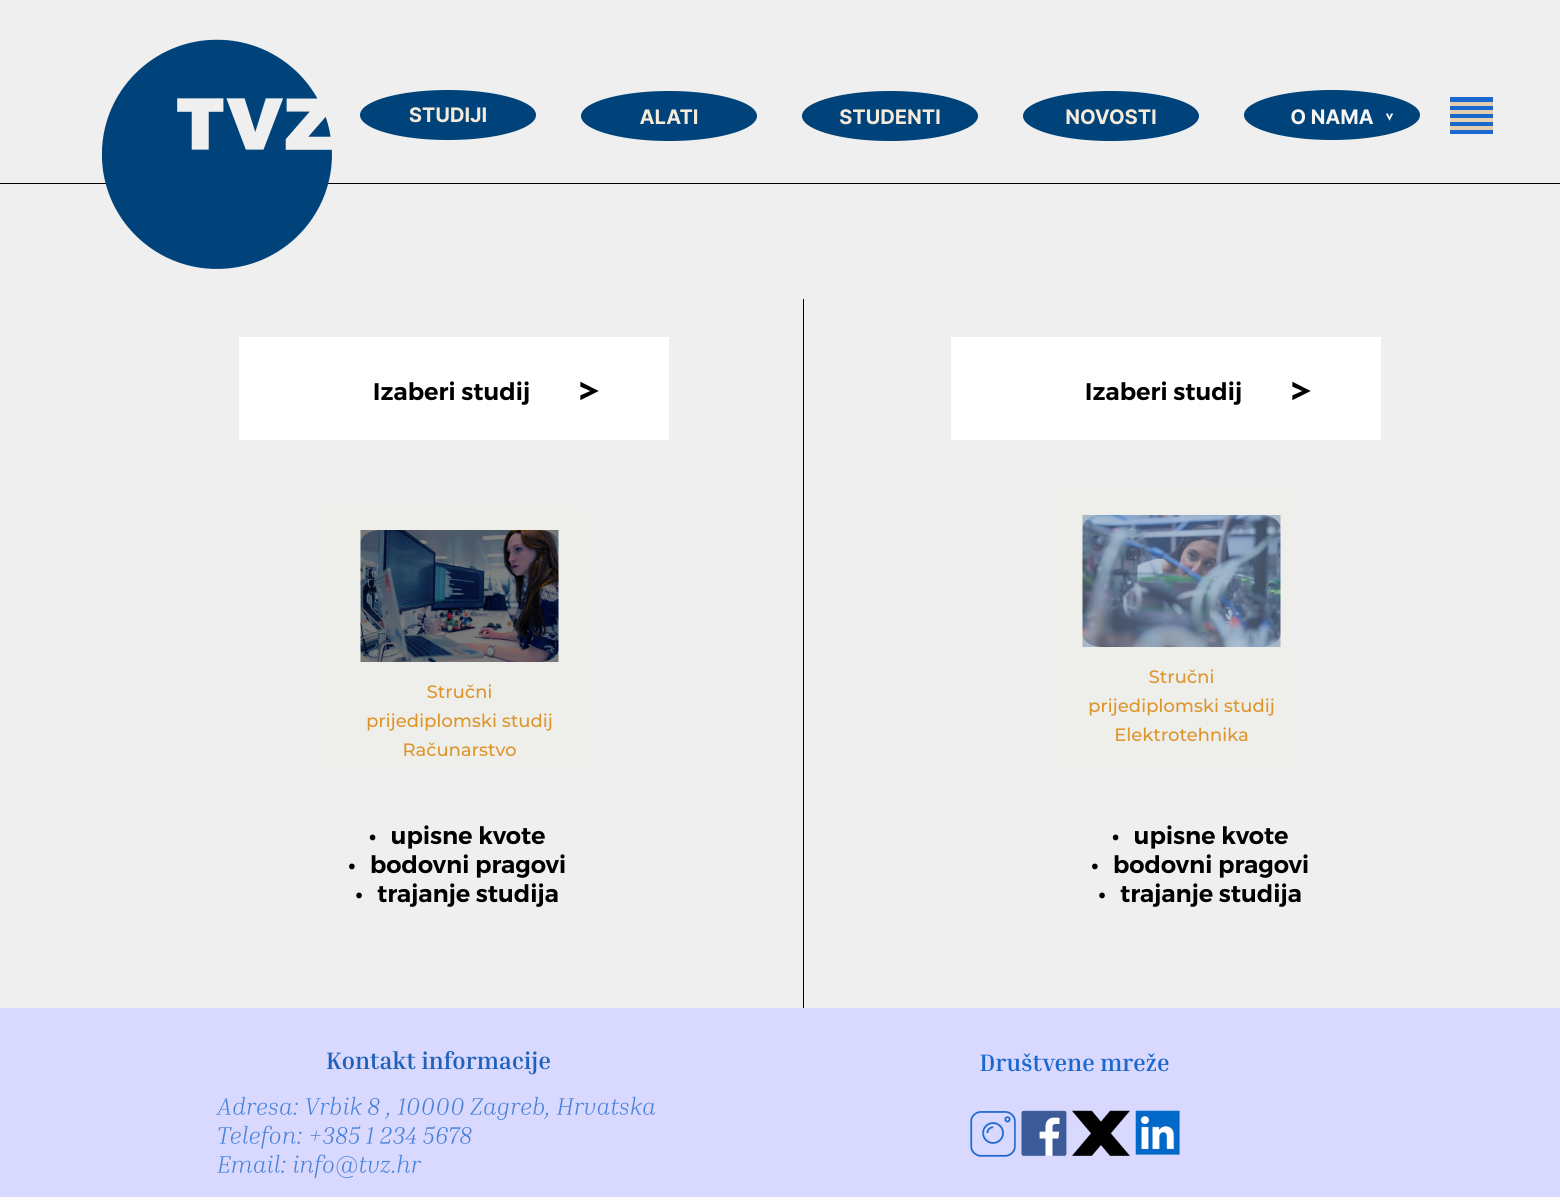 TVZ
STUDIJI
ALATI
STUDENTI
NOVOSTI
O NAMA
Izaberi studij >
Izaberi studij >
Stručni
prijediplomski studij
Računarstvo
Stručni
prijediplomski studij
Elektrotehnika
• upisne kvote
• bodovni pragovi
• trajanje studija
• upisne kvote
• bodovni pragovi
• trajanje studija
Kontakt informacije
Adresa: Vrbik 8 , 10000 Zagreb, Hrvatska
Telefon: +385 1 234 5678
Email: info@tvz.hr
Društvene mreže
f
X
in